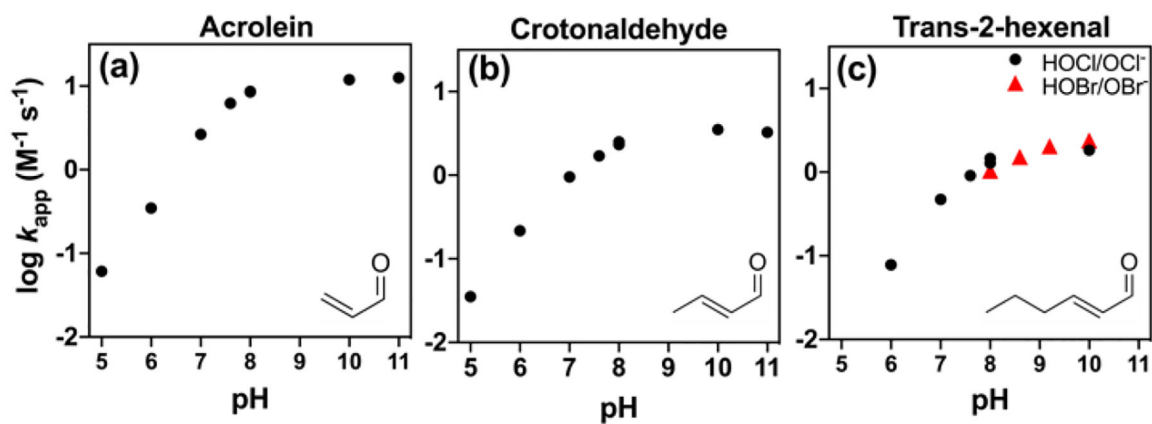 Acrolein
(a)
log k_app (M⁻¹ s⁻¹)
1
0
-1
-2
5 6 7 8 9 10 11
pH
O
Crotonaldehyde
(b)
1
0
-1
-2
5 6 7 8 9 10 11
pH
O
Trans-2-hexenal
(c)
HOCl/OCl⁻
HOBr/OBr⁻
1
0
-1
-2
5 6 7 8 9 10 11
pH
O